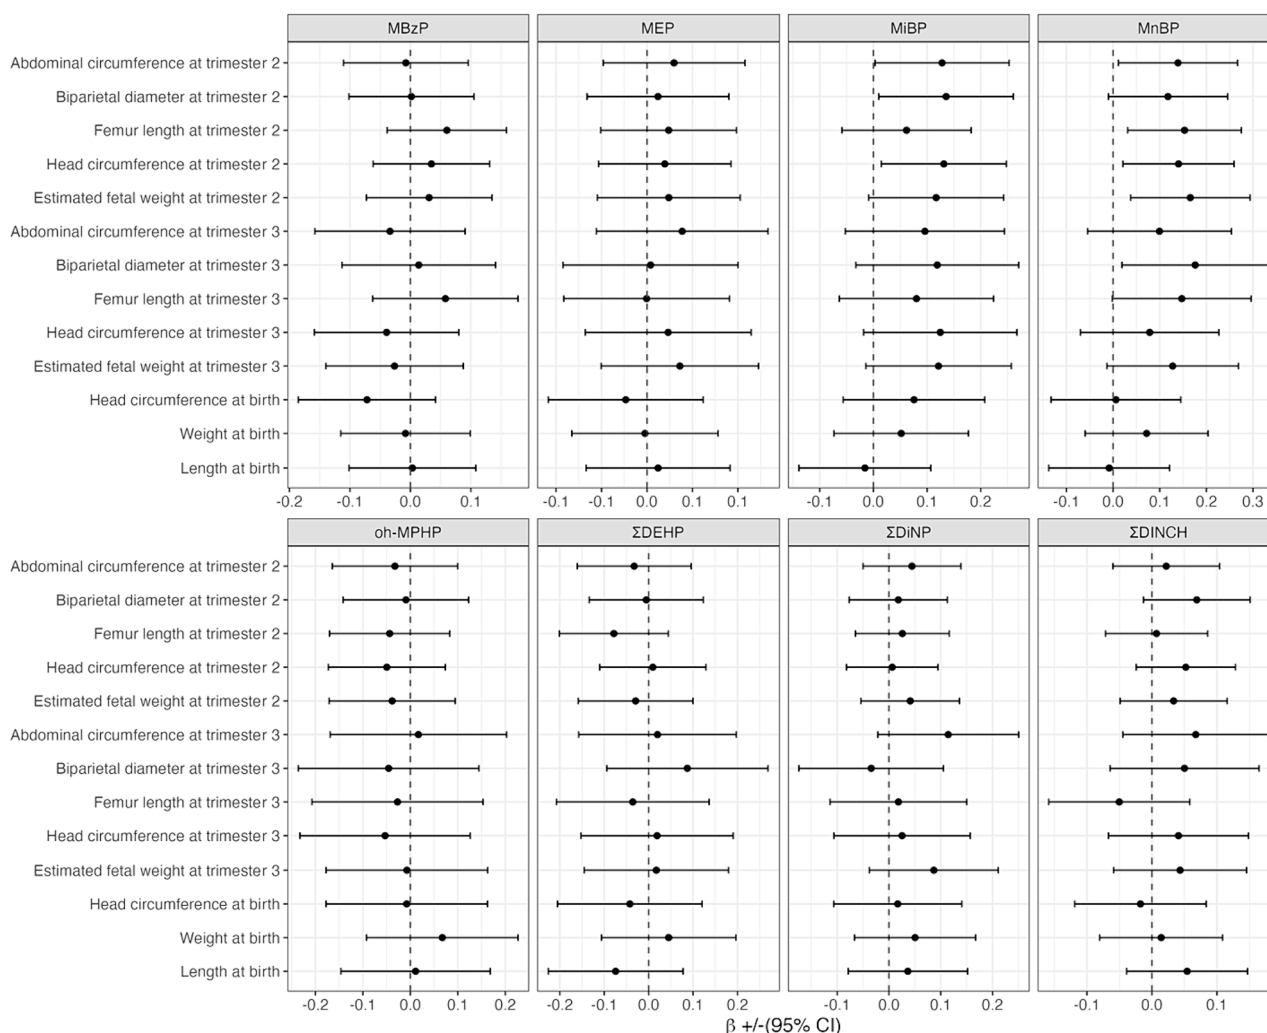 MBzP MEP MiBP MnBP
Abdominal circumference at trimester 2
Biparietal diameter at trimester 2
Femur length at trimester 2
Head circumference at trimester 2
Estimated fetal weight at trimester 2
Abdominal circumference at trimester 3
Biparietal diameter at trimester 3
Femur length at trimester 3
Head circumference at trimester 3
Estimated fetal weight at trimester 3
Head circumference at birth
Weight at birth
Length at birth
-0.2 -0.1 0.0 0.1 -0.1 -0.1 0.0 0.1 -0.1 0.0 0.1 0.2 -0.1 0.0 0.1 0.2 0.3
oh-MPHP ΣDEHP ΣDiNP ΣDINCH
Abdominal circumference at trimester 2
Biparietal diameter at trimester 2
Femur length at trimester 2
Head circumference at trimester 2
Estimated fetal weight at trimester 2
Abdominal circumference at trimester 3
Biparietal diameter at trimester 3
Femur length at trimester 3
Head circumference at trimester 3
Estimated fetal weight at trimester 3
Head circumference at birth
Weight at birth
Length at birth
-0.2 -0.1 0.0 0.1 0.2 -0.2 -0.1 0.0 0.1 0.2 -0.1 0.0 0.1 0.2 -0.1 0.0 0.1
β +/-(95% CI)